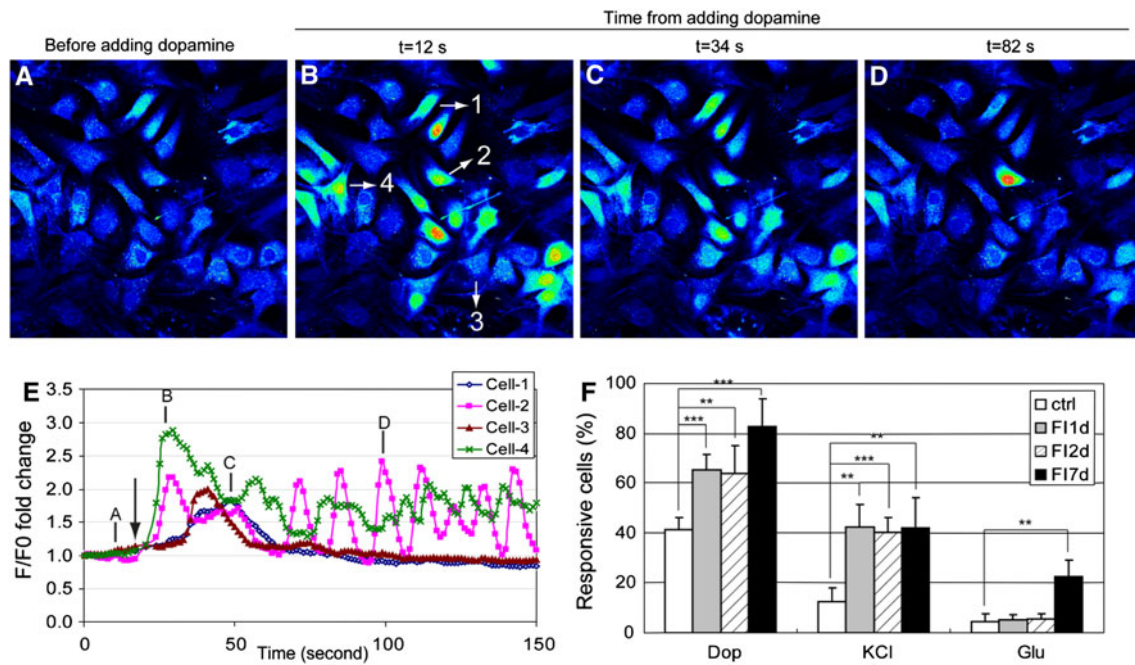 Time from adding dopamine
Before adding dopamine
t=12 s
t=34 s
t=82 s
A
B
C
D
1
2
4
3
E
3.5
3.0
2.5
2.0
1.5
1.0
0.5
0.0
F/F0 fold change
0
50
100
150
Time (second)
A
B
C
D
Cell-1
Cell-2
Cell-3
Cell-4
F
100
80
60
40
20
0
Responsive cells (%)
***
**
***
**
***
**
**
ctrl
FI1d
FI2d
FI7d
Dop
KCl
Glu